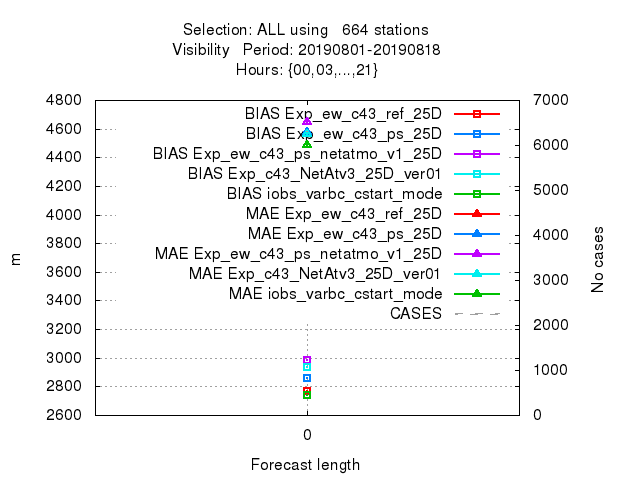 Selection: ALL using 664 stations
Visibility Period: 20190801-20190818
Hours: {00,03,...,21}
4800
4600
4400
4200
4000
3800
3600
3400
3200
3000
2800
2600
m
BIAS Exp_ew_c43_ref_25D
BIAS Exp_ew_c43_ps_25D
BIAS Exp_ew_c43_ps_netatmo_v1_25D
BIAS Exp_c43_NetAtv3_25D_ver01
BIAS iobs_varbc_cstart_mode
MAE Exp_ew_c43_ref_25D
MAE Exp_ew_c43_ps_25D
MAE Exp_ew_c43_ps_netatmo_v1_25D
MAE Exp_c43_NetAtv3_25D_ver01
MAE iobs_varbc_cstart_mode
CASES
7000
6000
5000
4000
3000
2000
1000
0
No cases
0
Forecast length